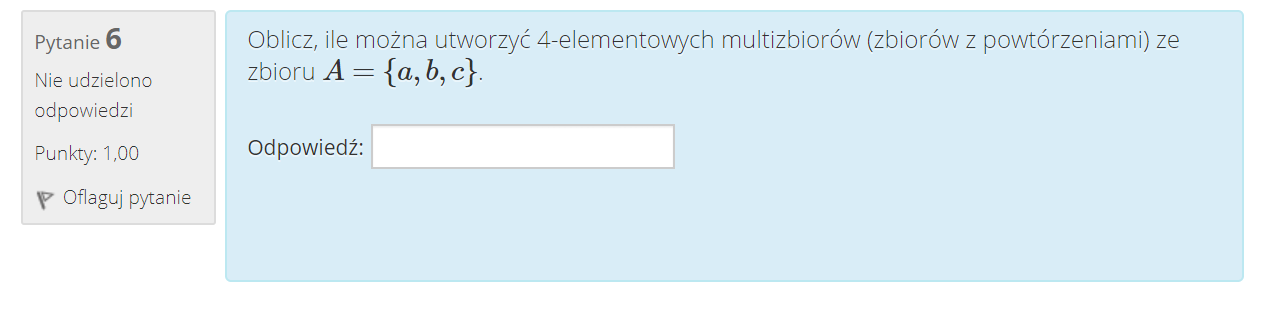 Pytanie 6
Nie udzielono
odpowiedzi
Punkty: 1,00
Oflaguj pytanie
Oblicz, ile można utworzyć 4-elementowych multizbiorów (zbiorów z powtórzeniami) ze
zbioru A = {a, b, c}.
Odpowiedź: